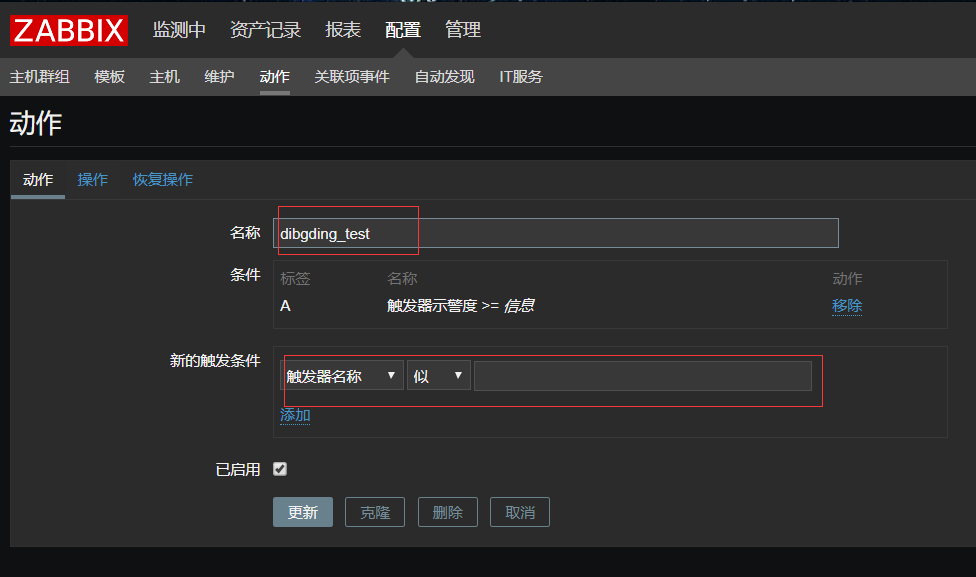 ZABBIX 监测中 资产记录 报表 配置 管理
主机群组 模板 主机 维护 动作 关联项事件 自动发现 IT服务
动作
动作 操作 恢复操作
名称 dibgding_test
条件 标签 名称 动作
A 触发器示警度 >= 信息 移除
新的触发条件 触发器名称 似
添加
已启用
更新 克隆 删除 取消